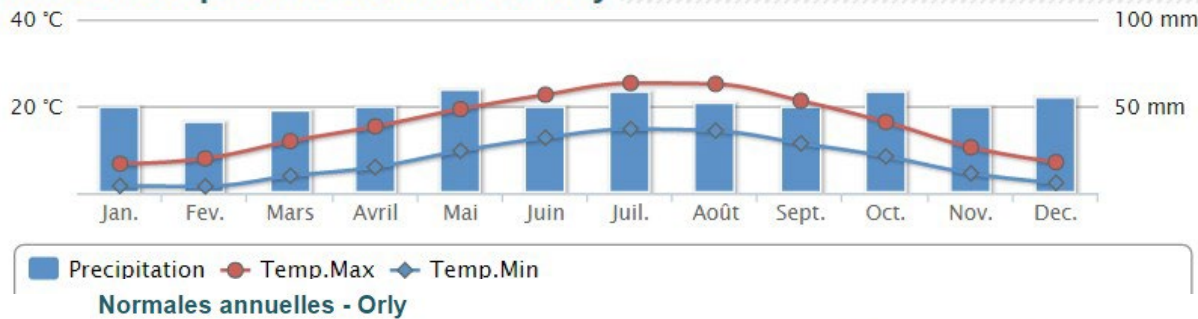 40 °C 100 mm
20 °C 50 mm
Jan. Fev. Mars Avril Mai Juin Juil. Août Sept. Oct. Nov. Dec.
Precipitation Temp.Max Temp.Min
Normales annuelles - Orly